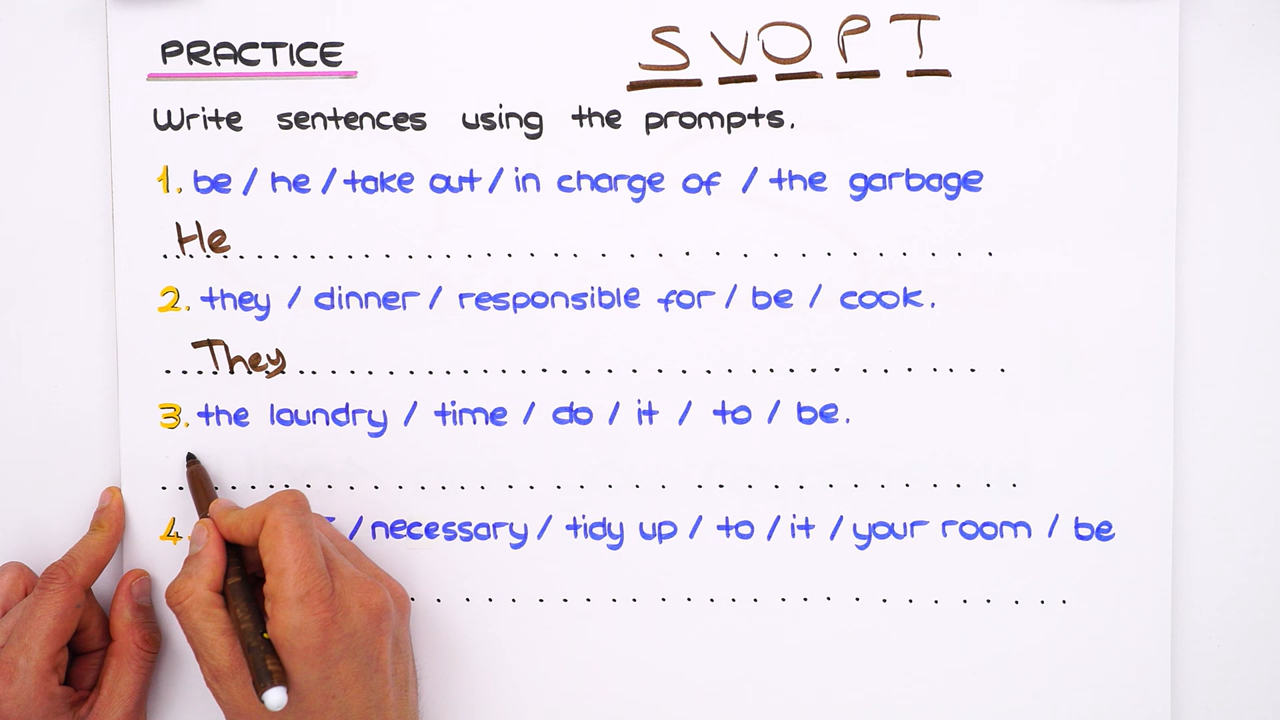 PRACTICE
S V O P T
Write sentences using the prompts.
1. be / he / take out / in charge of / the garbage
He
2. they / dinner / responsible for / be / cook.
They
3. the laundry / time / do / it / to / be.
4. / necessary / tidy up / to / it / your room / be